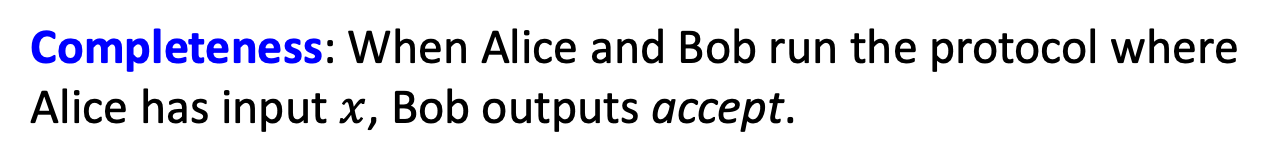 Completeness: When Alice and Bob run the protocol where
Alice has input x, Bob outputs accept.